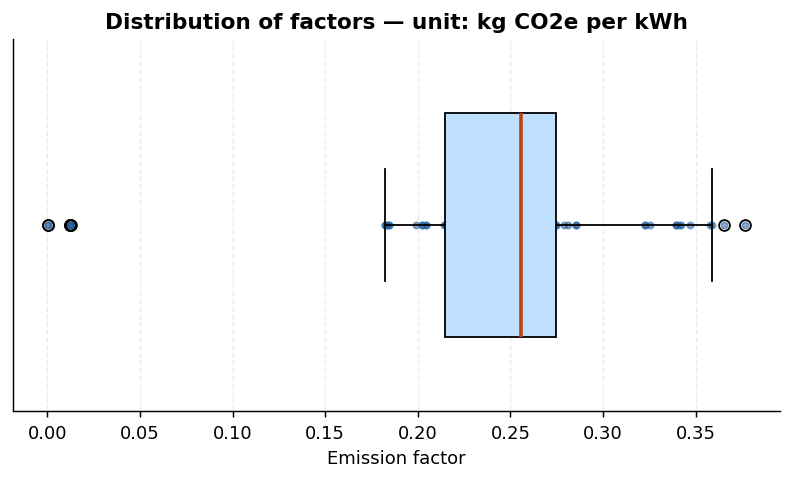 Distribution of factors — unit: kg CO2e per kWh
0.00 0.05 0.10 0.15 0.20 0.25 0.30 0.35
Emission factor